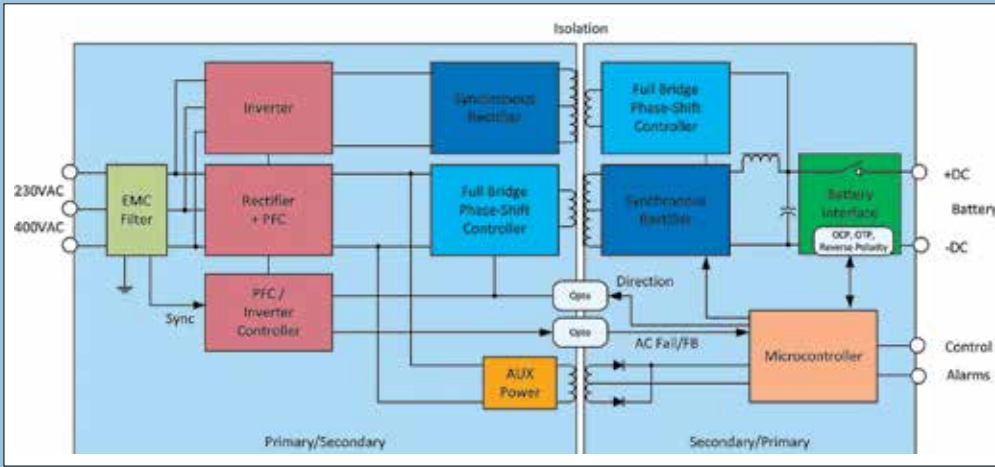 Isolation
Inverter
Synchronous
Rectifier
Full Bridge
Phase-Shift
Controller
230VAC
400VAC
EMC
Filter
Rectifier
+ PFC
Full Bridge
Phase-Shift
Controller
Synchronous
Rectifier
Battery
Interface
OCP, OTP,
Reverse Polarity
+DC
Battery
-DC
Sync
PFC /
Inverter
Controller
Opto
Direction
Opto
AC Fail/FB
Microcontroller
Control
Alarms
AUX
Power
Primary/Secondary
Secondary/Primary